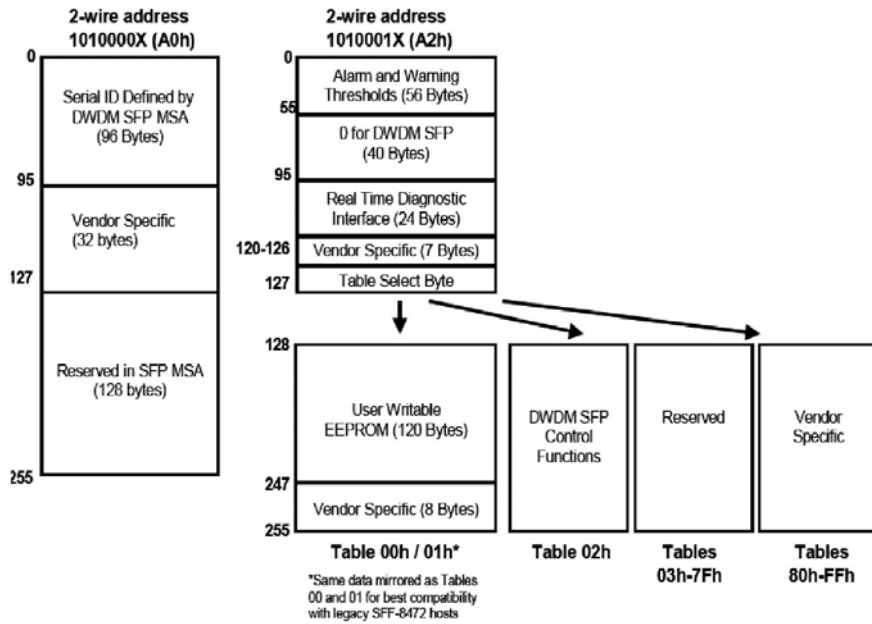 2-wire address
1010000X (A0h)
0
Serial ID Defined by
DWDM SFP MSA
(96 Bytes)
95
Vendor Specific
(32 bytes)
127
Reserved in SFP MSA
(128 bytes)
255
2-wire address
1010001X (A2h)
0
Alarm and Warning
Thresholds (56 Bytes)
55
0 for DWDM SFP
(40 Bytes)
95
Real Time Diagnostic
Interface (24 Bytes)
120-126
Vendor Specific (7 Bytes)
127
Table Select Byte
128
User Writable
EEPROM (120 Bytes)
247
Vendor Specific (8 Bytes)
255
Table 00h / 01h*
*Same data mirrored as Tables
00 and 01 for best compatibility
with legacy SFF-8472 hosts
DWDM SFP
Control
Functions
Table 02h
Reserved
Tables
03h-7Fh
Vendor
Specific
Tables
80h-FFh